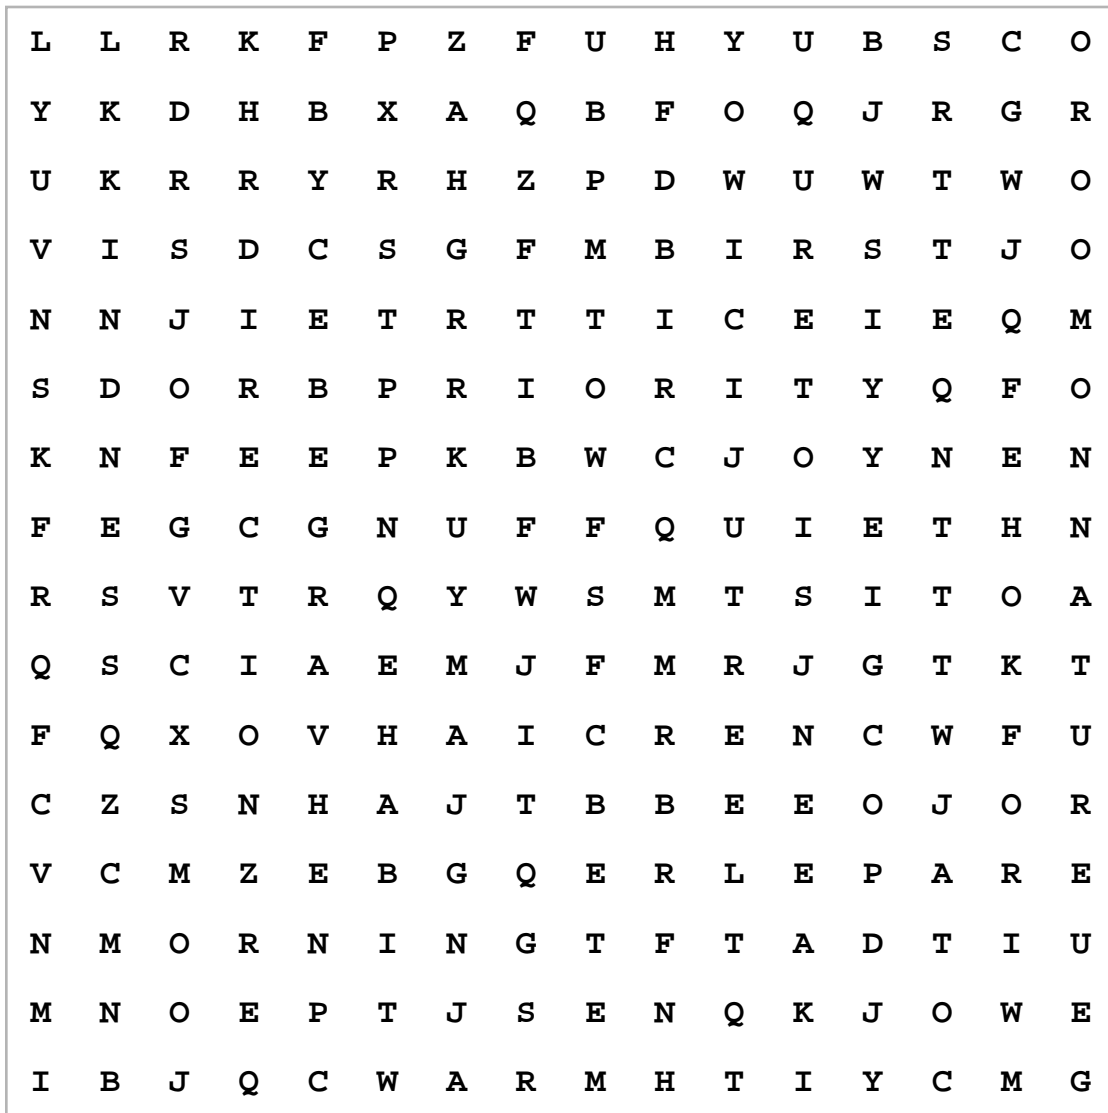 L L R K F P Z F U H Y U B S C O
Y K D H B X A Q B F O Q J R G R
U K R R Y R H Z P D W U W T W O
V I S D C S G F M B I R S T J O
N N J I E T R T T I C E I E Q M
S D O R B P R I O R I T Y Q F O
K N F E E P K B W C J O Y N E N
F E G C G N U F F Q U I E T H N
R S V T R Q Y W S M T S I T O A
Q S C I A E M J F M R J G T K T
F Q X O V H A I C R E N C W F U
C Z S N H A J T B B E E O J O R
V C M Z E B G Q E R L E P A R E
N M O R N I N G T F T A D T I U
M N O E P T J S E N Q K J O W E
I B J Q C W A R M H T I Y C M G